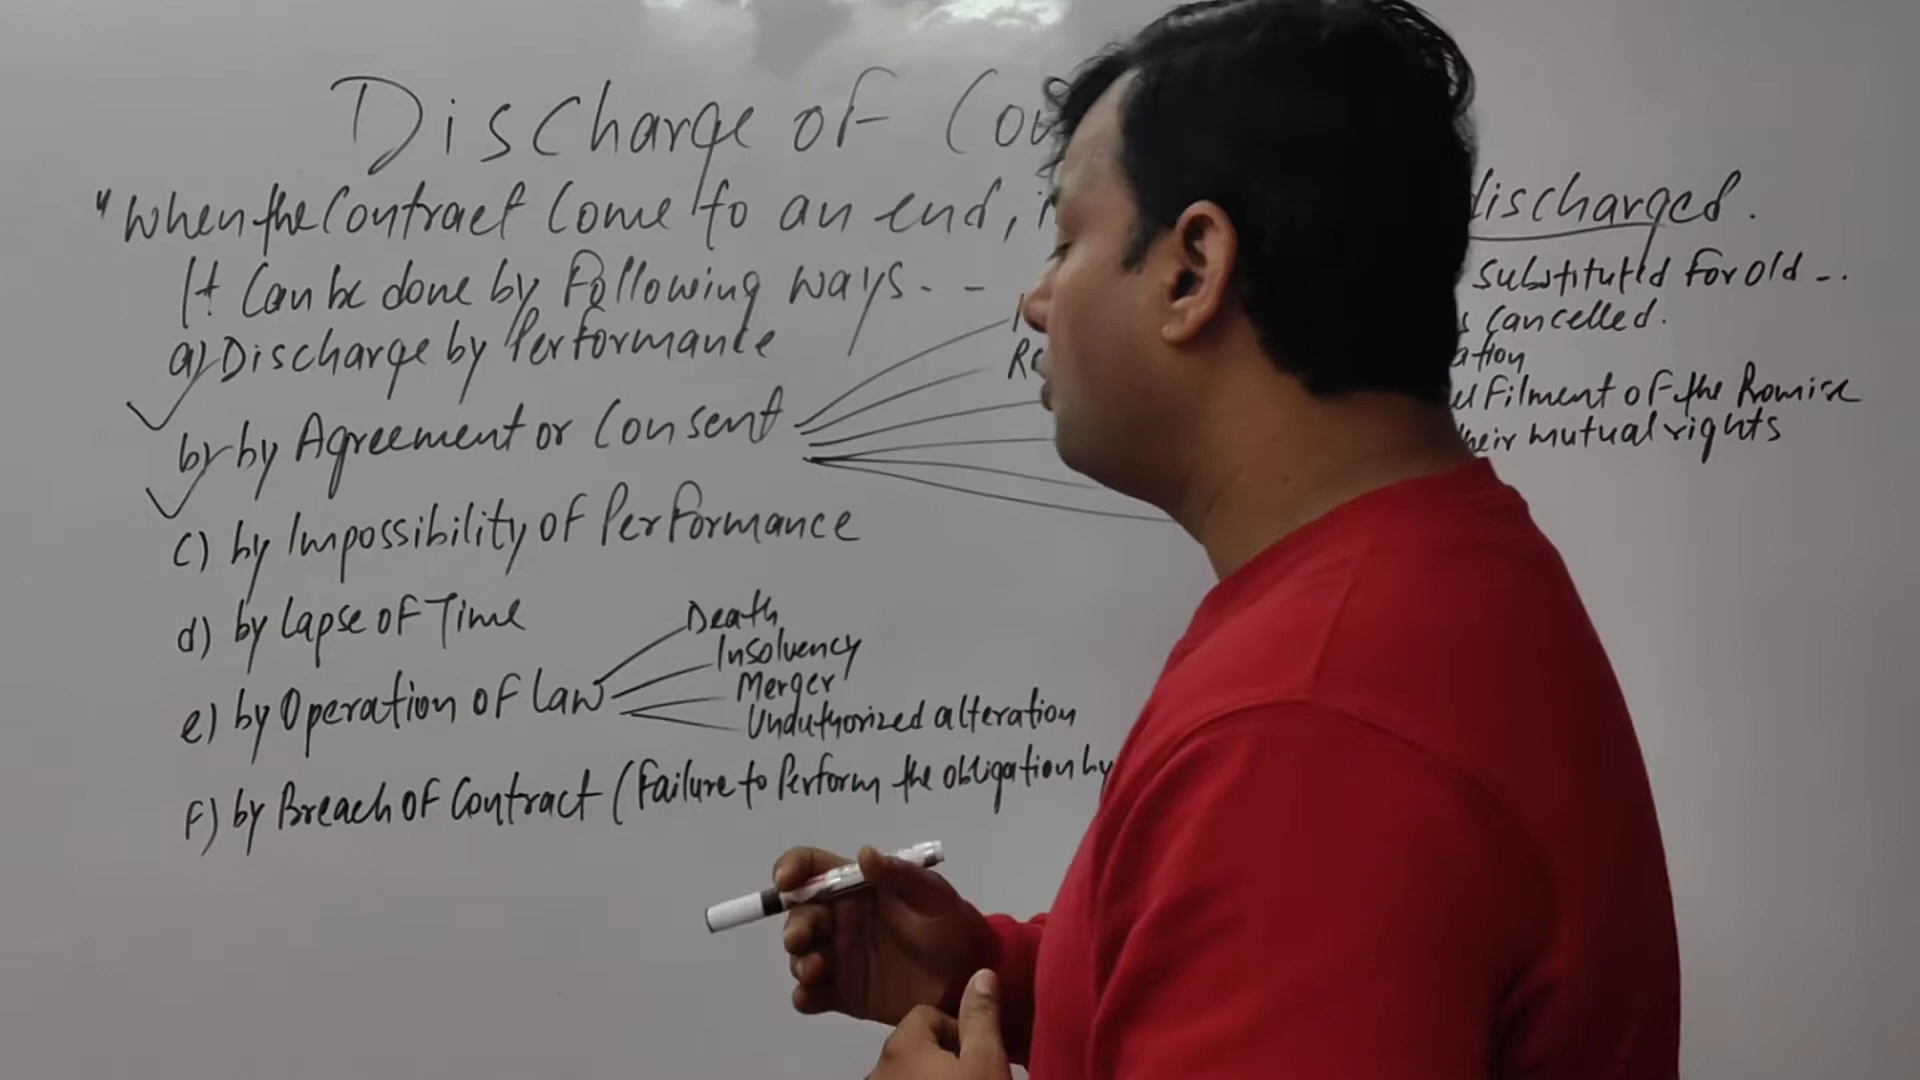 Discharge of
"When the Contract Come to an end, discharged.
It Can be done by Following ways. - -
substituted For old - ..
a) Discharge by Performance
cancelled.
Filment of the Promise
b) by Agreement or Consent
their mutual rights
c) by Impossibility of Performance
d) by Lapse of Time
Death
Insolvency
e) by Operation of Law
Merger
Unauthorized alteration
F) by Breach of Contract (Failure to Perform the obligation by